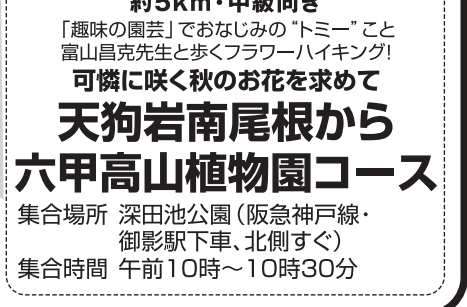 約5km・中級向き
「趣味の園芸」でおなじみの“トミー”こと
富山昌克先生と歩くフラワーハイキング!
可憐に咲く秋のお花を求めて
天狗岩南尾根から
六甲高山植物園コース
集合場所 深田池公園(阪急神戸線・
御影駅下車、北側すぐ)
集合時間 午前10時〜10時30分